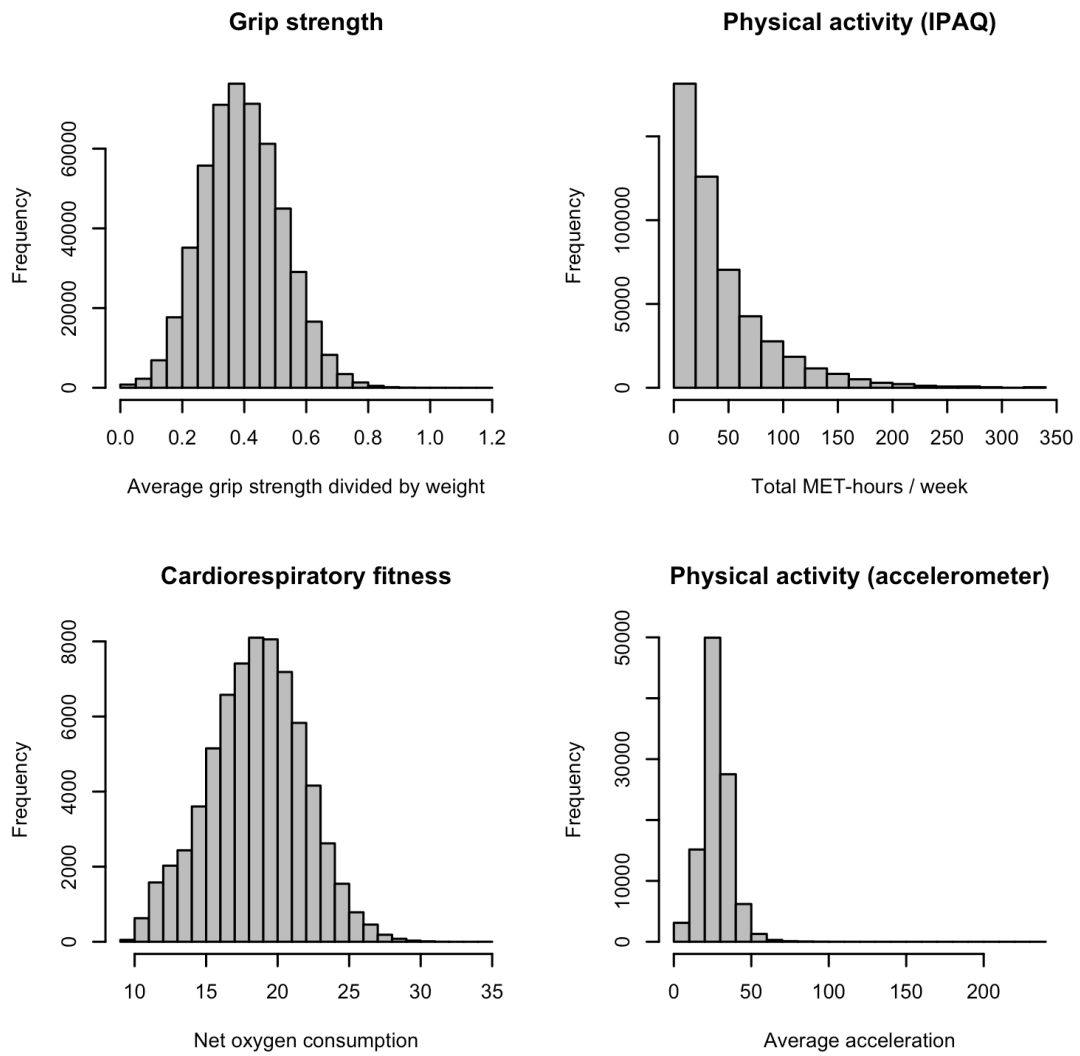 Grip strength
Frequency
0 20000 40000 60000
0.0 0.2 0.4 0.6 0.8 1.0 1.2
Average grip strength divided by weight
Physical activity (IPAQ)
Frequency
0 50000 100000
0 50 100 150 200 250 300 350
Total MET-hours / week
Cardiorespiratory fitness
Frequency
0 2000 4000 6000 8000
10 15 20 25 30 35
Net oxygen consumption
Physical activity (accelerometer)
Frequency
0 10000 30000 50000
0 50 100 150 200
Average acceleration